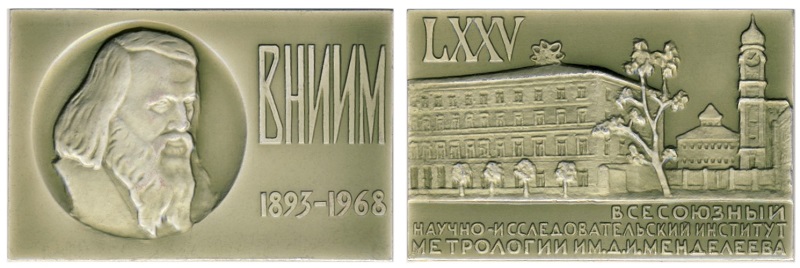 ВНИИМ
1893-1968
LXXV
ВСЕСОЮЗНЫЙ
НАУЧНО-ИССЛЕДОВАТЕЛЬСКИЙ ИНСТИТУТ
МЕТРОЛОГИИ ИМ.Д.И.МЕНДЕЛЕЕВА